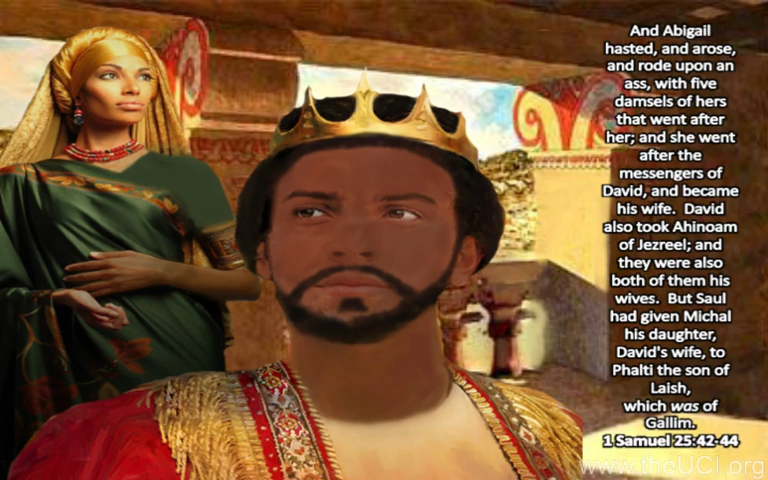 And Abigail
hasted, and arose,
and rode upon an
ass, with five
damsels of hers
that went after
her; and she went
after the
messengers of
David, and became
his wife.  David
also took Ahinoam
of Jezreel; and
they were also
both of them his
wives.  But Saul
had given Michal
his daughter,
David's wife, to
Phalti the son of
Laish,
which was of
Gallim.
1 Samuel 25:42-44
www.theUCI.org